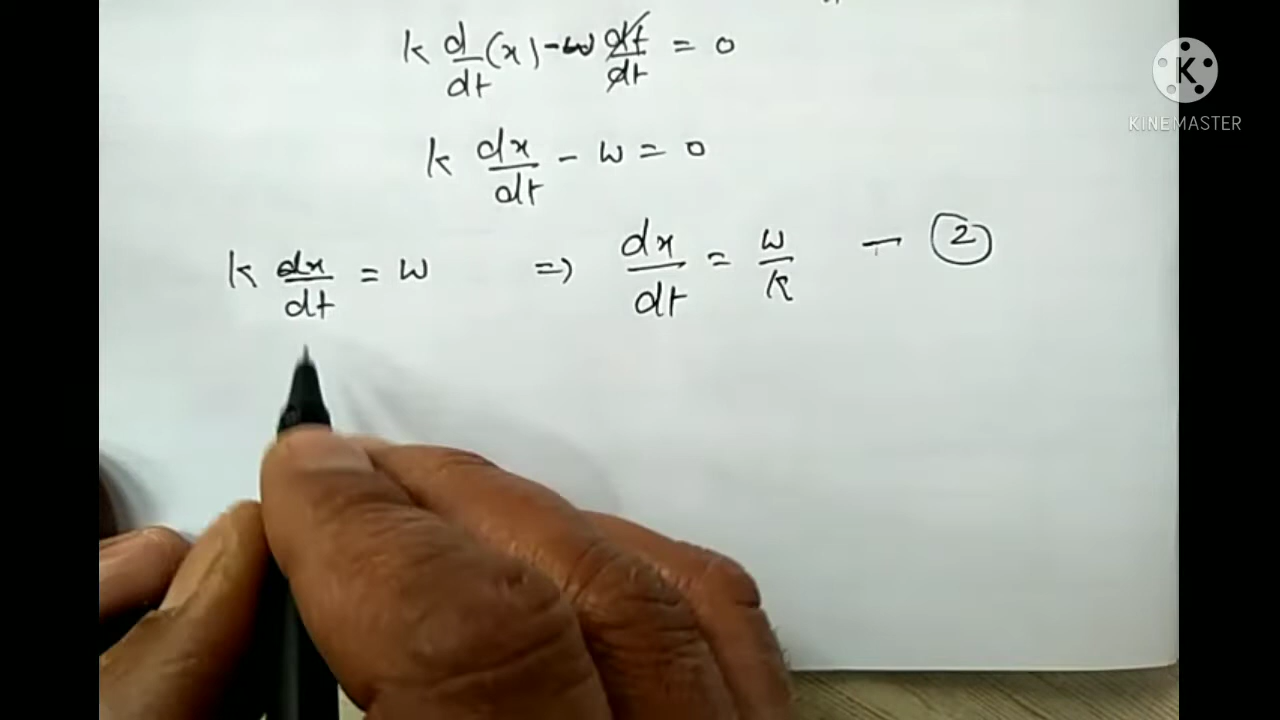 k d/dt (x) - ω dt/dt = 0
k dx/dt - ω = 0
k dx/dt = ω ⇒ dx/dt = ω/k — ②
K
KINEMASTER